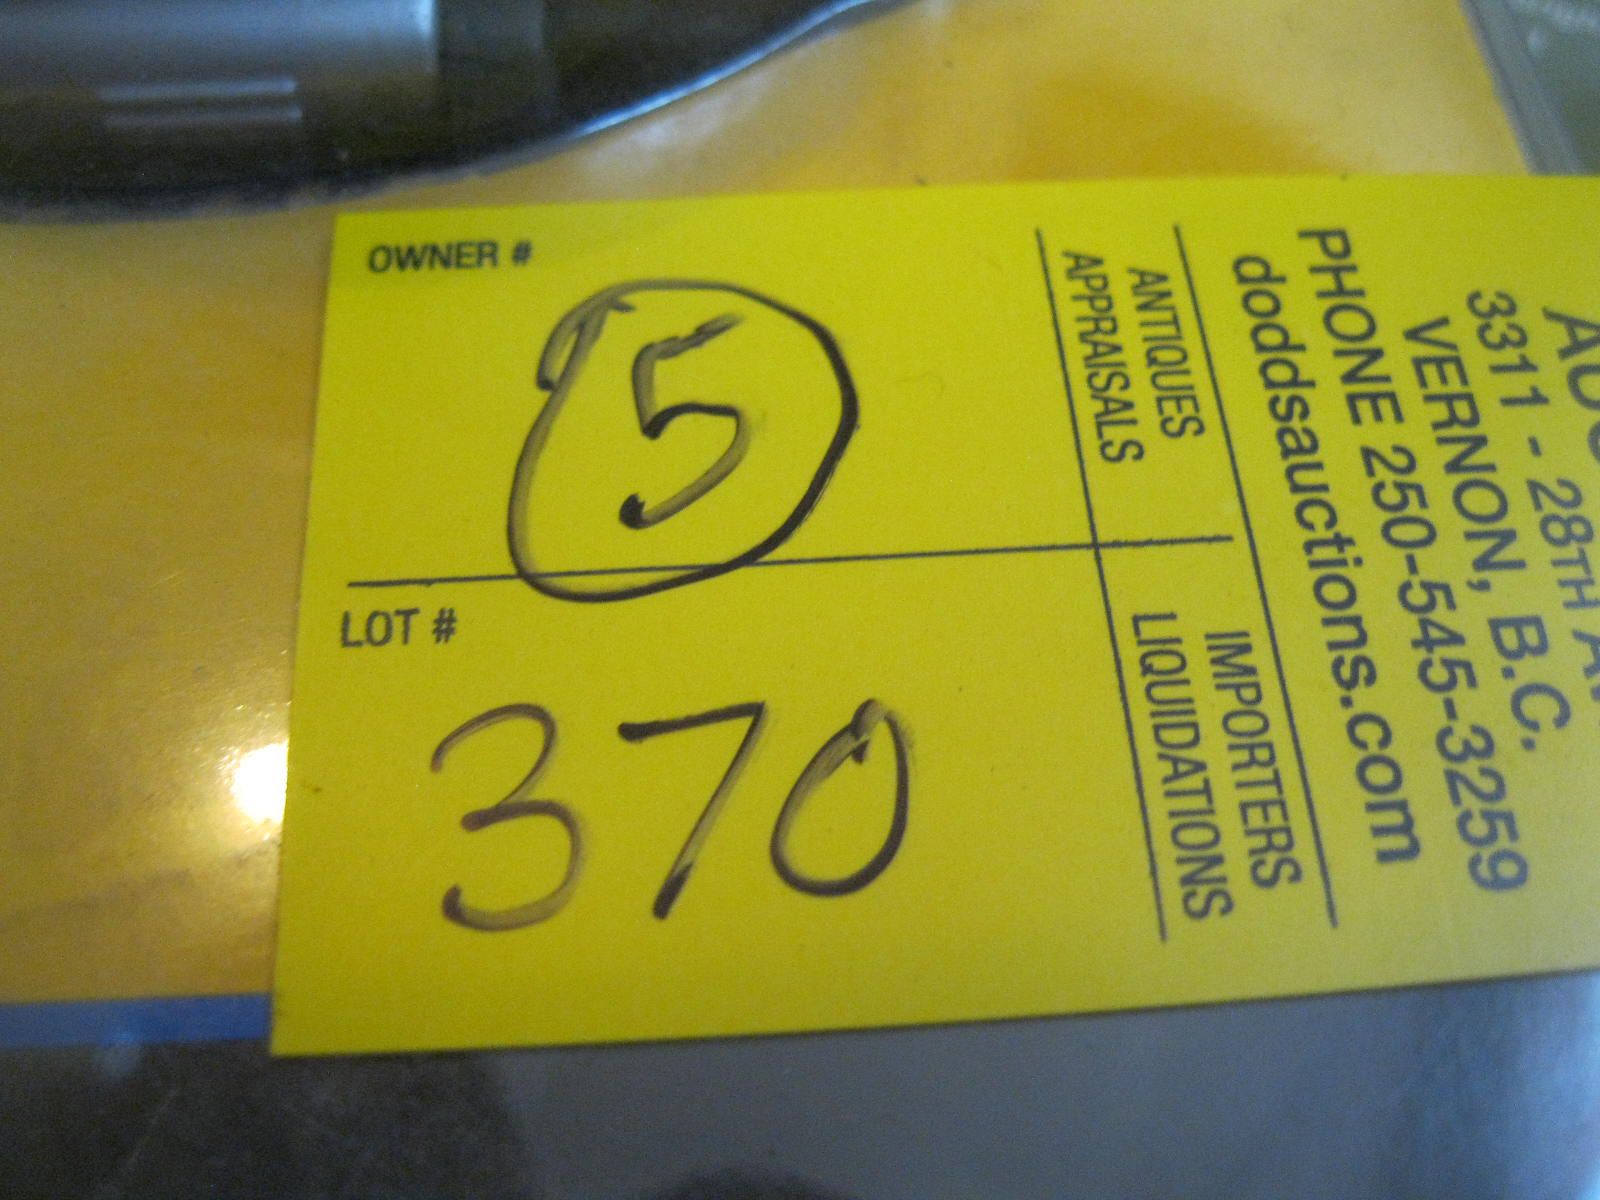 OWNER #
5
LOT #
370
3311 - 28TH
VERNON, B.C.
PHONE 250-545-3259
doddsauctions.com
ANTIQUES
APPRAISALS
IMPORTERS
LIQUIDATIONS